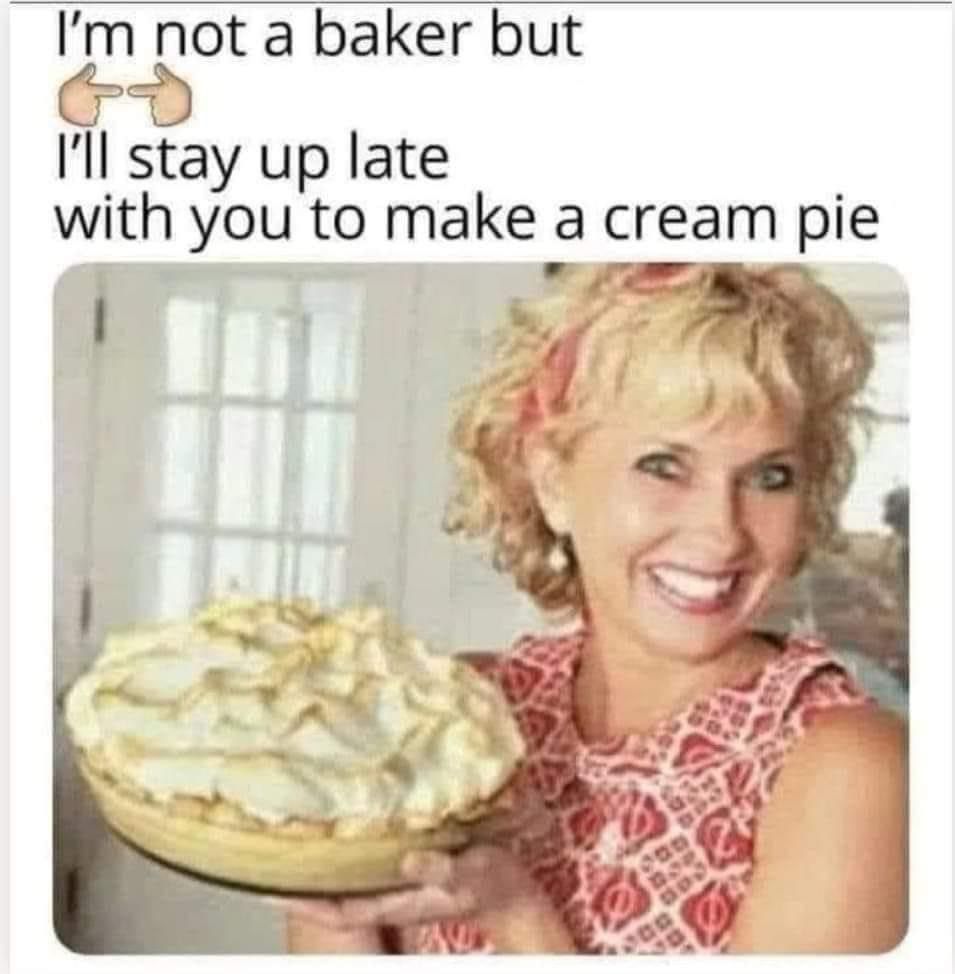 I'm not a baker but
👉👈
I'll stay up late
with you to make a cream pie